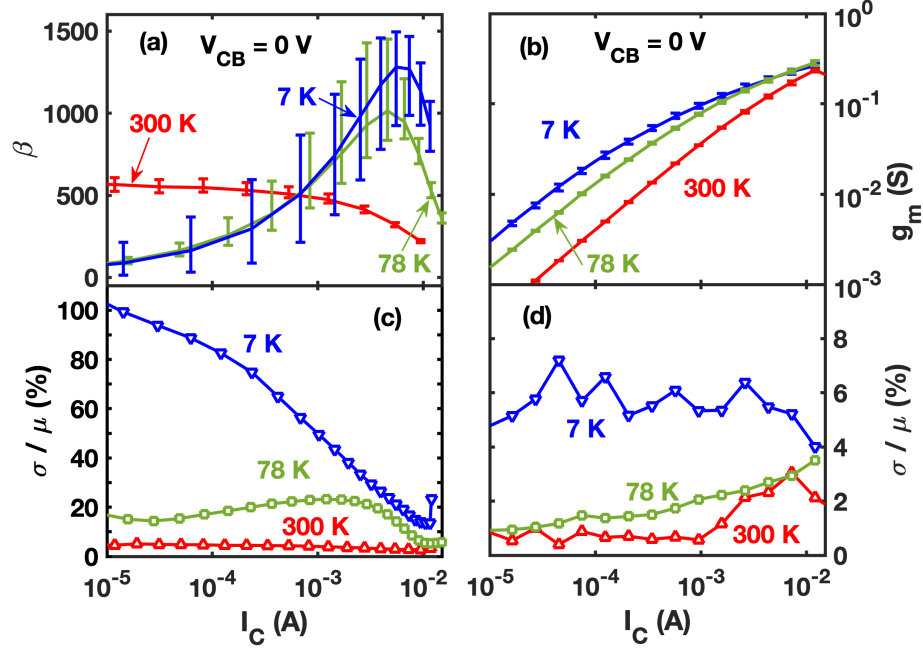 (a)
V_CB = 0 V
1500
1000
500
0
β
7 K
300 K
78 K
(b)
V_CB = 0 V
10^0
10^-1
10^-2
10^-3
g_m (S)
7 K
300 K
78 K
(c)
100
80
60
40
20
0
σ / μ (%)
7 K
78 K
300 K
10^-5
10^-4
10^-3
10^-2
I_C (A)
(d)
8
6
4
2
0
σ / μ (%)
7 K
78 K
300 K
10^-5
10^-4
10^-3
10^-2
I_C (A)